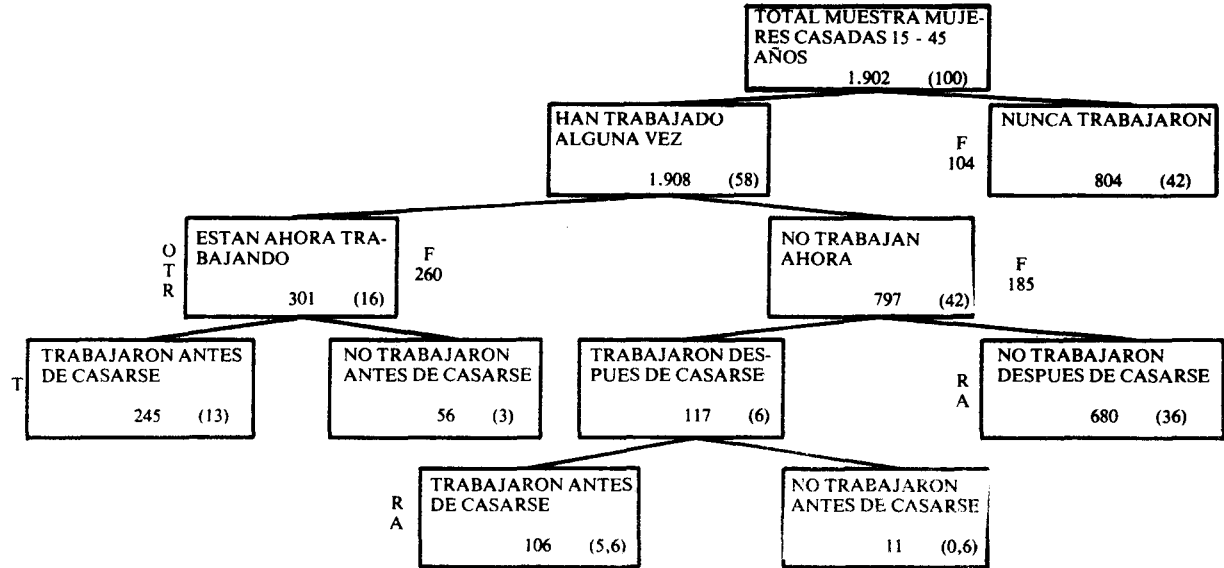 TOTAL MUESTRA MUJE-
RES CASADAS 15 - 45
AÑOS
1.902 (100)
HAN TRABAJADO
ALGUNA VEZ
1.908 (58)
F
104
NUNCA TRABAJARON
804 (42)
O
T
R
ESTAN AHORA TRA-
BAJANDO
301 (16)
F
260
NO TRABAJAN
AHORA
797 (42)
F
185
T
TRABAJARON ANTES
DE CASARSE
245 (13)
NO TRABAJARON
ANTES DE CASARSE
56 (3)
TRABAJARON DES-
PUES DE CASARSE
117 (6)
R
A
NO TRABAJARON
DESPUES DE CASARSE
680 (36)
R
A
TRABAJARON ANTES
DE CASARSE
106 (5,6)
NO TRABAJARON
ANTES DE CASARSE
11 (0,6)